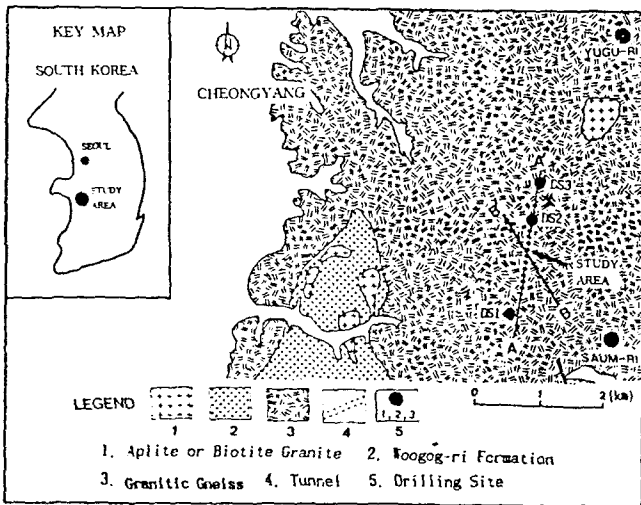 KEY MAP
SOUTH KOREA
SEOUL
STUDY
AREA
N
CHEONGYANG
YUGU-RI
A'
DS3
DS2
B'
STUDY
AREA
DS1
B
A
SAUM-RI
LEGEND
1 2 3 4 5
1, 2, 3
0 1 2 (km)
1. Aplite or Biotite Granite 2. Woogog-ri Formation
3. Granitic Gneiss 4. Tunnel 5. Drilling Site